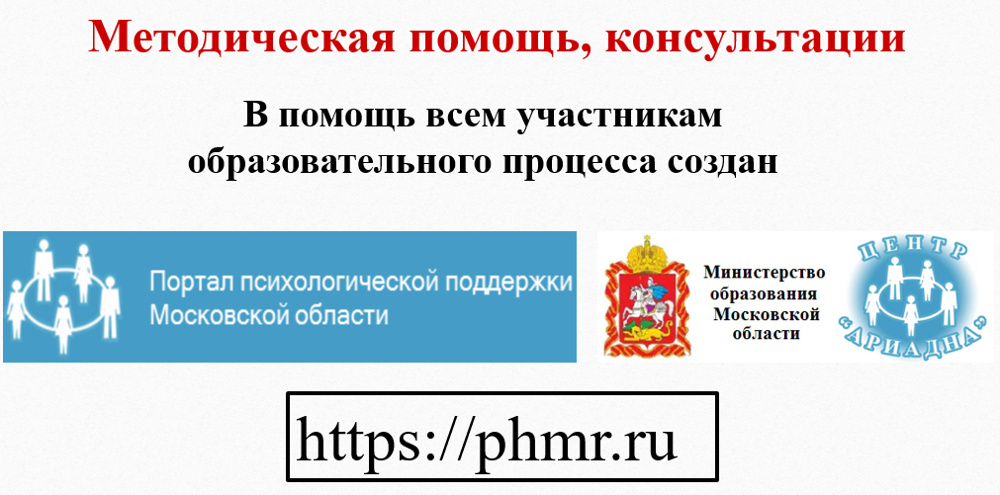 Методическая помощь, консультации
В помощь всем участникам
образовательного процесса создан
Портал психологической поддержки
Московской области
Министерство
образования
Московской
области
ЦЕНТР
“АРИАДНА”
https://phmr.ru